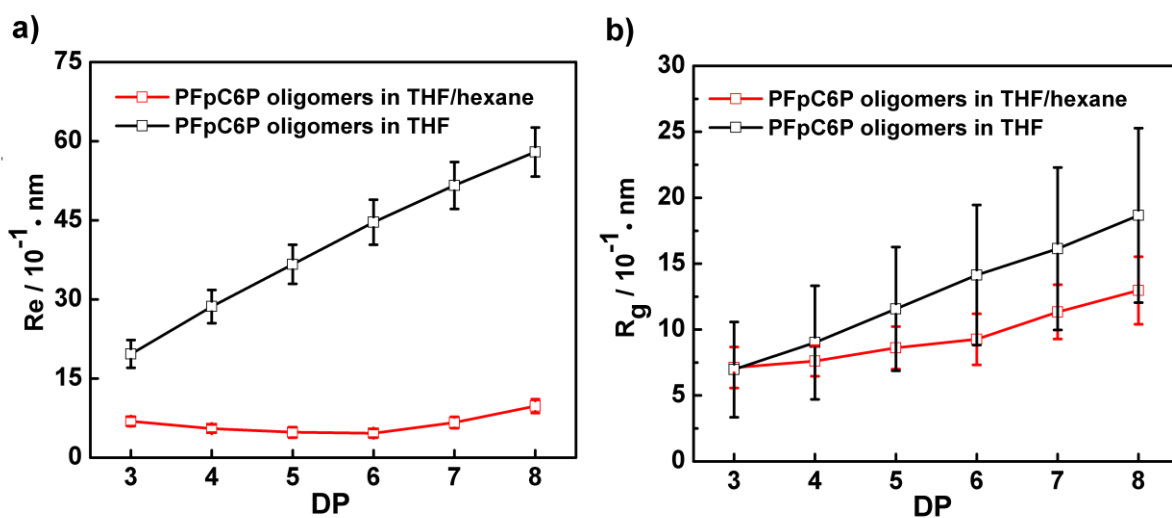 a)
Re / 10⁻¹ . nm
75
60
45
30
15
0
PFpC6P oligomers in THF/hexane
PFpC6P oligomers in THF
3 4 5 6 7 8
DP
b)
Rg / 10⁻¹ . nm
30
25
20
15
10
5
0
PFpC6P oligomers in THF/hexane
PFpC6P oligomers in THF
3 4 5 6 7 8
DP